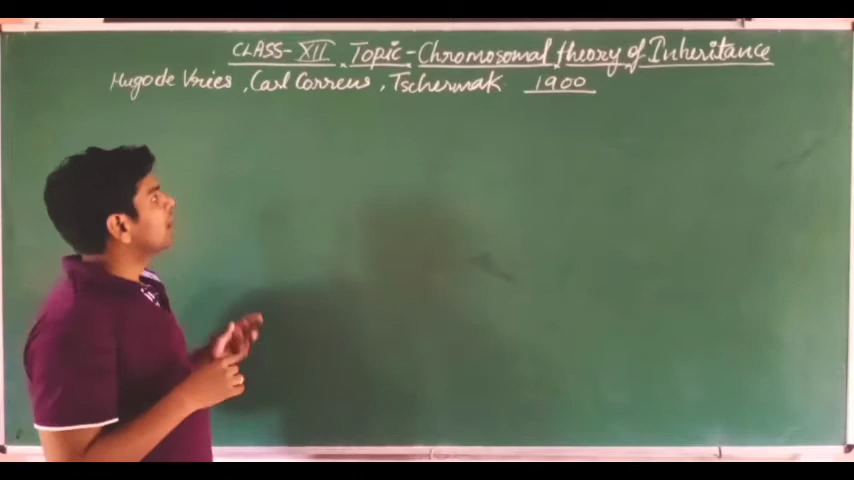 CLASS-XII Topic-Chromosomal theory of Inheritance
Hugo de Vries, Carl Correns, Tschermak 1900